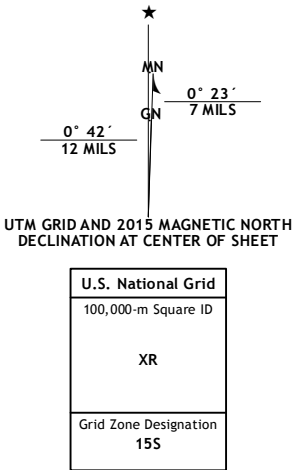 ★
MN
0° 23´
7 MILS
GN
0° 42´
12 MILS
UTM GRID AND 2015 MAGNETIC NORTH
DECLINATION AT CENTER OF SHEET
U.S. National Grid
100,000-m Square ID
XR
Grid Zone Designation
15S